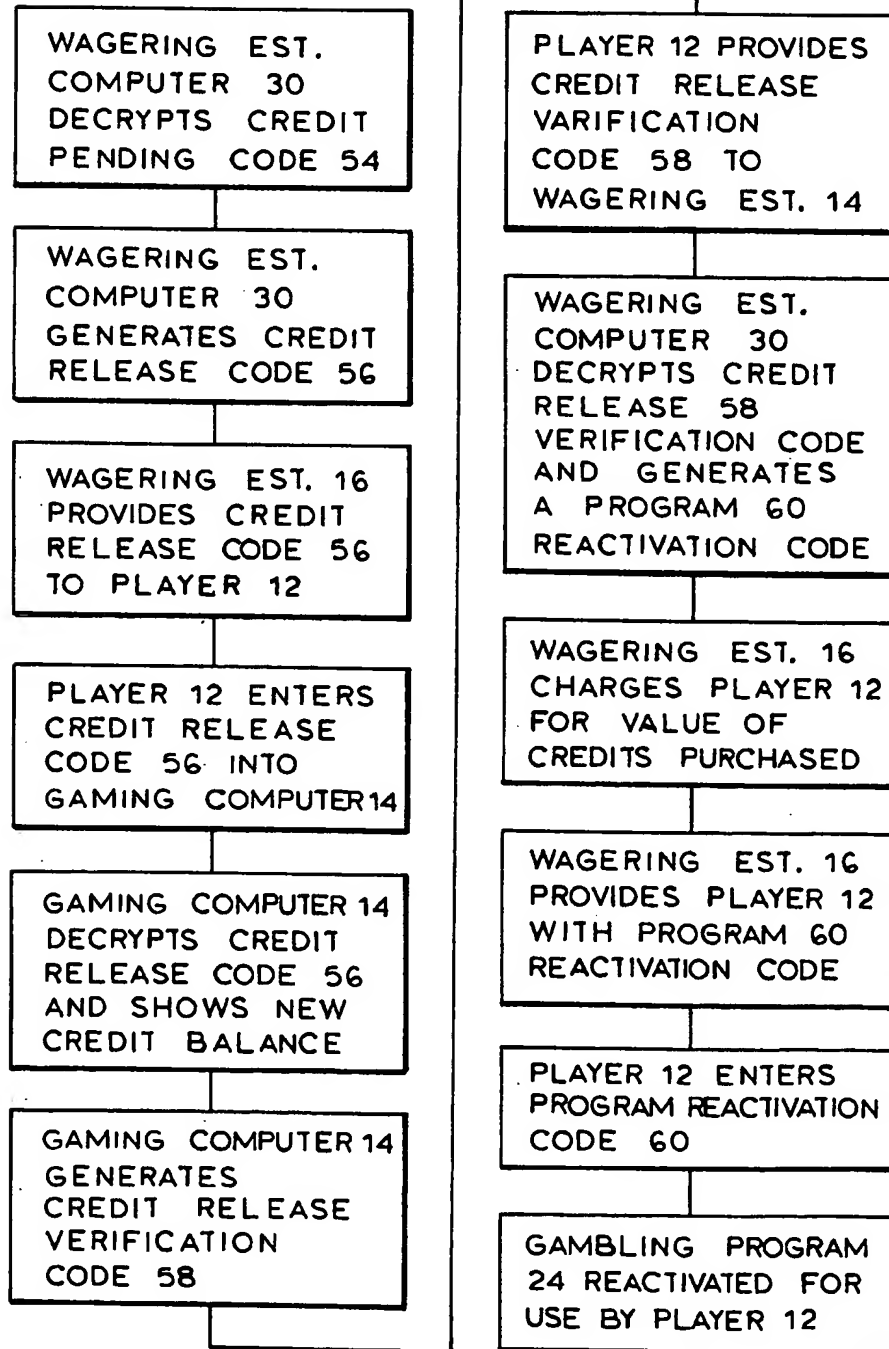 WAGERING EST.
COMPUTER 30
DECRYPTS CREDIT
PENDING CODE 54
WAGERING EST.
COMPUTER 30
GENERATES CREDIT
RELEASE CODE 56
WAGERING EST. 16
PROVIDES CREDIT
RELEASE CODE 56
TO PLAYER 12
PLAYER 12 ENTERS
CREDIT RELEASE
CODE 56 INTO
GAMING COMPUTER 14
GAMING COMPUTER 14
DECRYPTS CREDIT
RELEASE CODE 56
AND SHOWS NEW
CREDIT BALANCE
GAMING COMPUTER 14
GENERATES
CREDIT RELEASE
VERIFICATION
CODE 58
PLAYER 12 PROVIDES
CREDIT RELEASE
VARIFICATION
CODE 58 TO
WAGERING EST. 14
WAGERING EST.
COMPUTER 30
DECRYPTS CREDIT
RELEASE 58
VERIFICATION CODE
AND GENERATES
A PROGRAM 60
REACTIVATION CODE
WAGERING EST. 16
CHARGES PLAYER 12
FOR VALUE OF
CREDITS PURCHASED
WAGERING EST. 16
PROVIDES PLAYER 12
WITH PROGRAM 60
REACTIVATION CODE
PLAYER 12 ENTERS
PROGRAM REACTIVATION
CODE 60
GAMBLING PROGRAM
24 REACTIVATED FOR
USE BY PLAYER 12